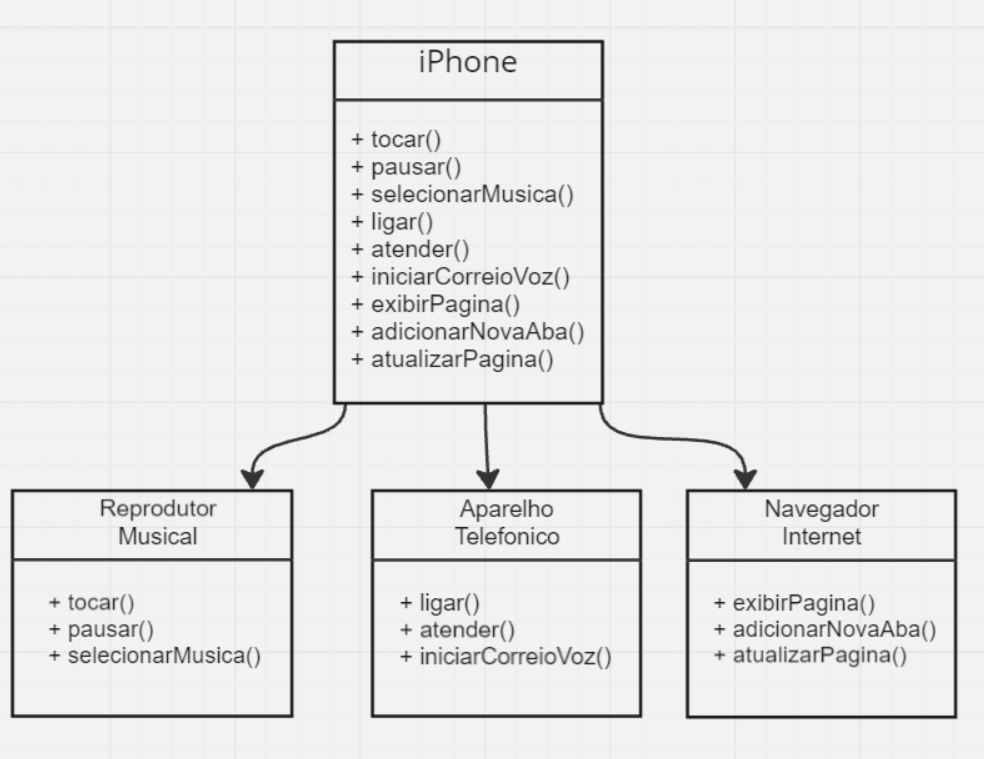 iPhone
+ tocar()
+ pausar()
+ selecionarMusica()
+ ligar()
+ atender()
+ iniciarCorreioVoz()
+ exibirPagina()
+ adicionarNovaAba()
+ atualizarPagina()
Reprodutor
Musical
+ tocar()
+ pausar()
+ selecionarMusica()
Aparelho
Telefonico
+ ligar()
+ atender()
+ iniciarCorreioVoz()
Navegador
Internet
+ exibirPagina()
+ adicionarNovaAba()
+ atualizarPagina()